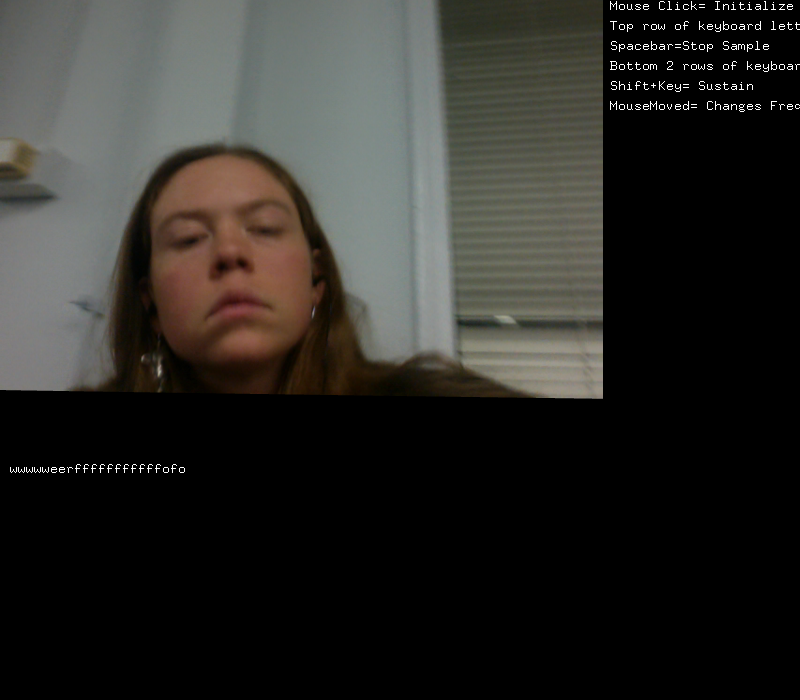 Mouse Click= Initialize
Top row of keyboard lett
Spacebar=Stop Sample
Bottom 2 rows of keyboar
Shift+Key= Sustain
MouseMoved= Changes Freq
wwwwweerfffffffffffofo